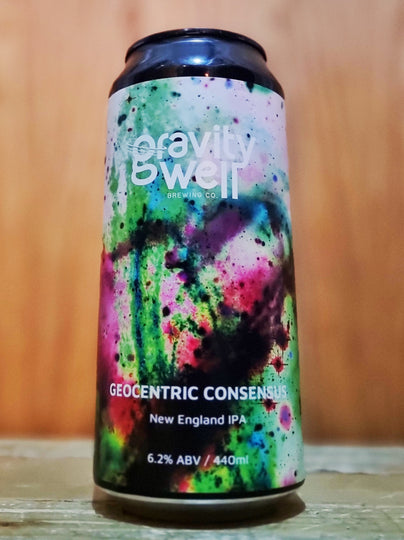 gravity
well
BREWING CO.
GEOCENTRIC CONSENSUS
New England IPA
6.2% ABV / 440ml